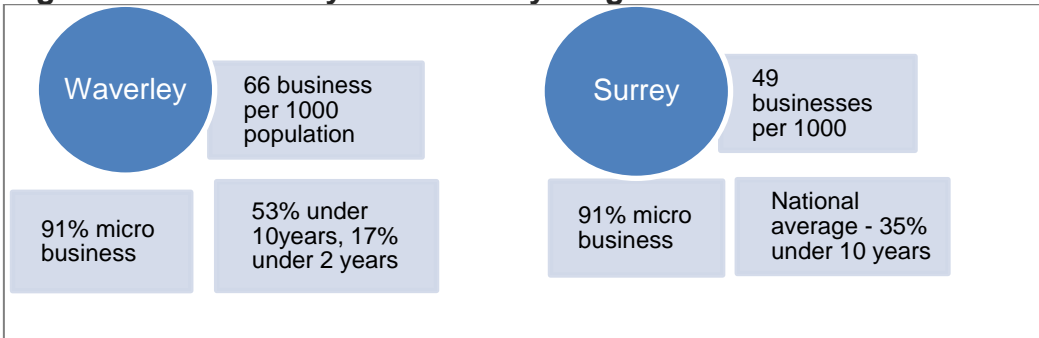 Waverley
66 business
per 1000
population
91% micro
business
53% under
10years, 17%
under 2 years
Surrey
49
businesses
per 1000
91% micro
business
National
average - 35%
under 10 years